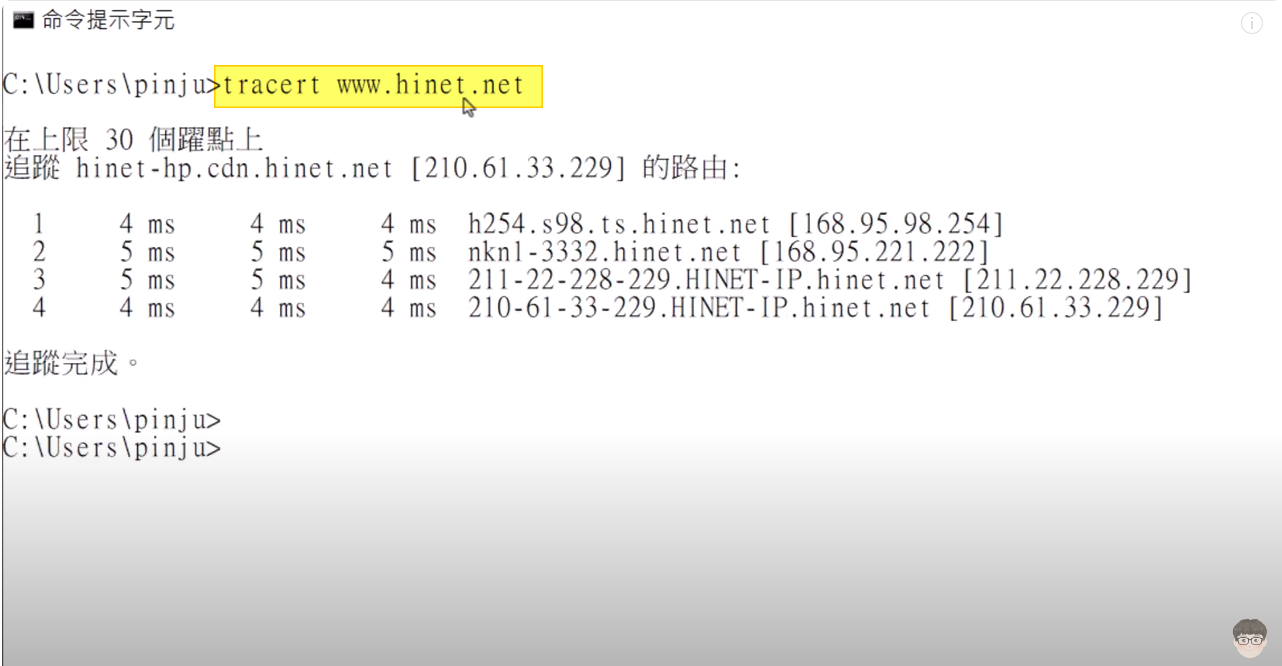 命令提示字元
C:\Users\pinju>tracert www.hinet.net
在上限 30 個躍點上
追蹤 hinet-hp.cdn.hinet.net [210.61.33.229] 的路由:
1 4 ms 4 ms 4 ms h254.s98.ts.hinet.net [168.95.98.254]
2 5 ms 5 ms 5 ms nkn1-3332.hinet.net [168.95.221.222]
3 5 ms 5 ms 4 ms 211-22-228-229.HINET-IP.hinet.net [211.22.228.229]
4 4 ms 4 ms 4 ms 210-61-33-229.HINET-IP.hinet.net [210.61.33.229]
追蹤完成。
C:\Users\pinju>
C:\Users\pinju>